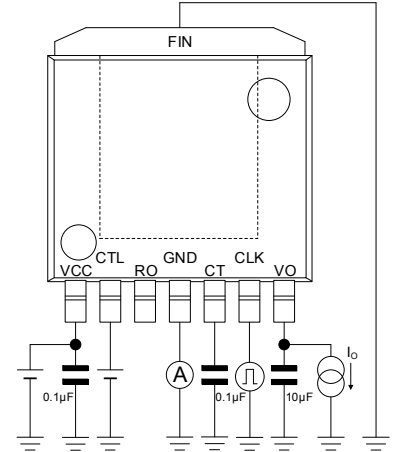 FIN
VCC CTL RO GND CT CLK VO
A
Io
0.1µF 0.1µF 10µF